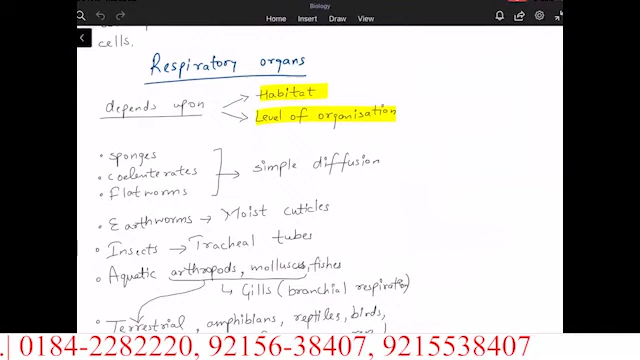 Biology
Home Insert Draw View
cells.
Respiratory organs
depends upon
Habitat
Level of organisation
• Sponges
• Coelenterates
• Flatworms
simple diffusion
• Earthworms → Moist cuticles
• Insects → Tracheal tubes
• Aquatic arthropods, molluscus, fishes
↳ Gills (branchial respiration)
• Terrestrial, amphibians, reptiles, birds,
.| 0184-2282220, 92156-38407, 9215538407